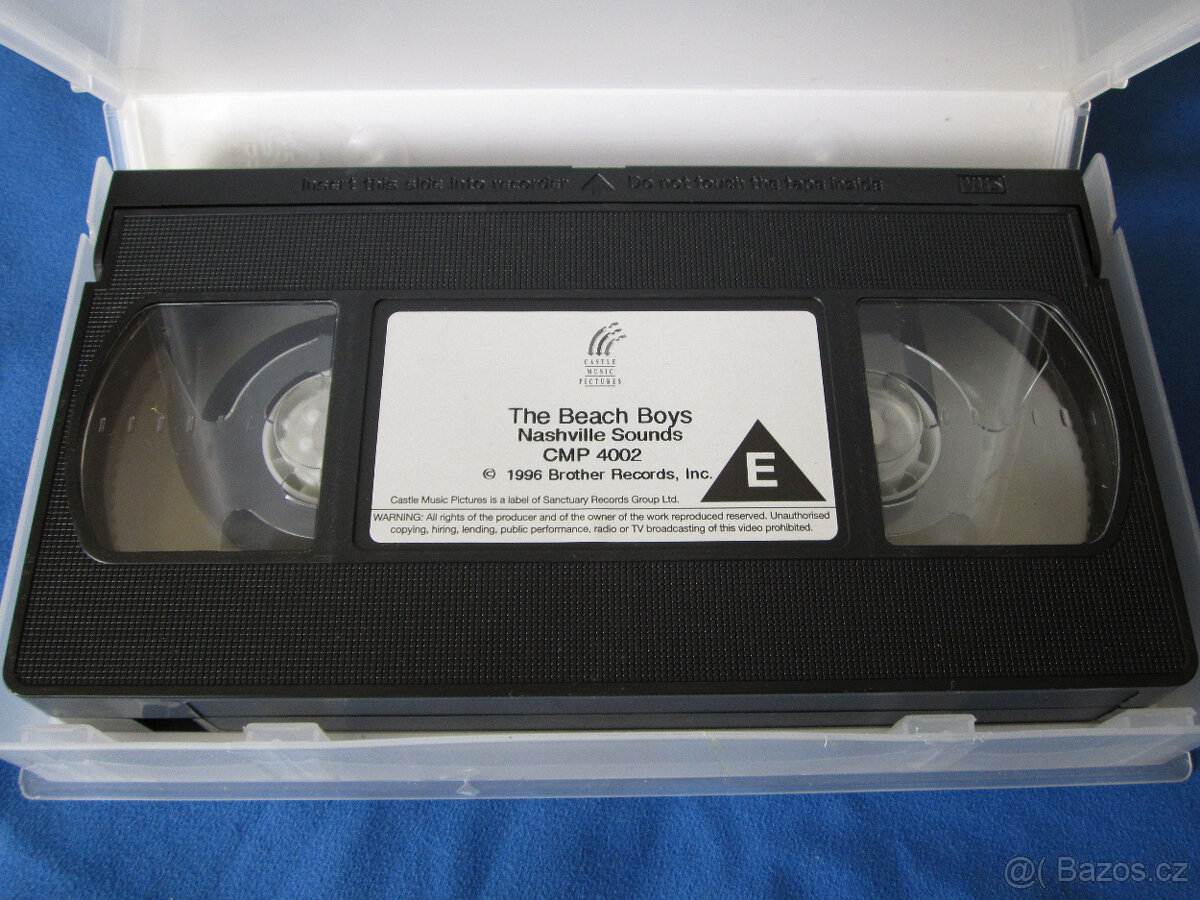 Insert this side into recorder Do not touch the tape inside VHS
CASTLE
MUSIC
PICTURES
The Beach Boys
Nashville Sounds
CMP 4002
© 1996 Brother Records, Inc.
E
Castle Music Pictures is a label of Sanctuary Records Group Ltd.
WARNING: All rights of the producer and of the owner of the work reproduced reserved. Unauthorised
copying, hiring, lending, public performance, radio or TV broadcasting of this video prohibited.
@( Bazos.cz